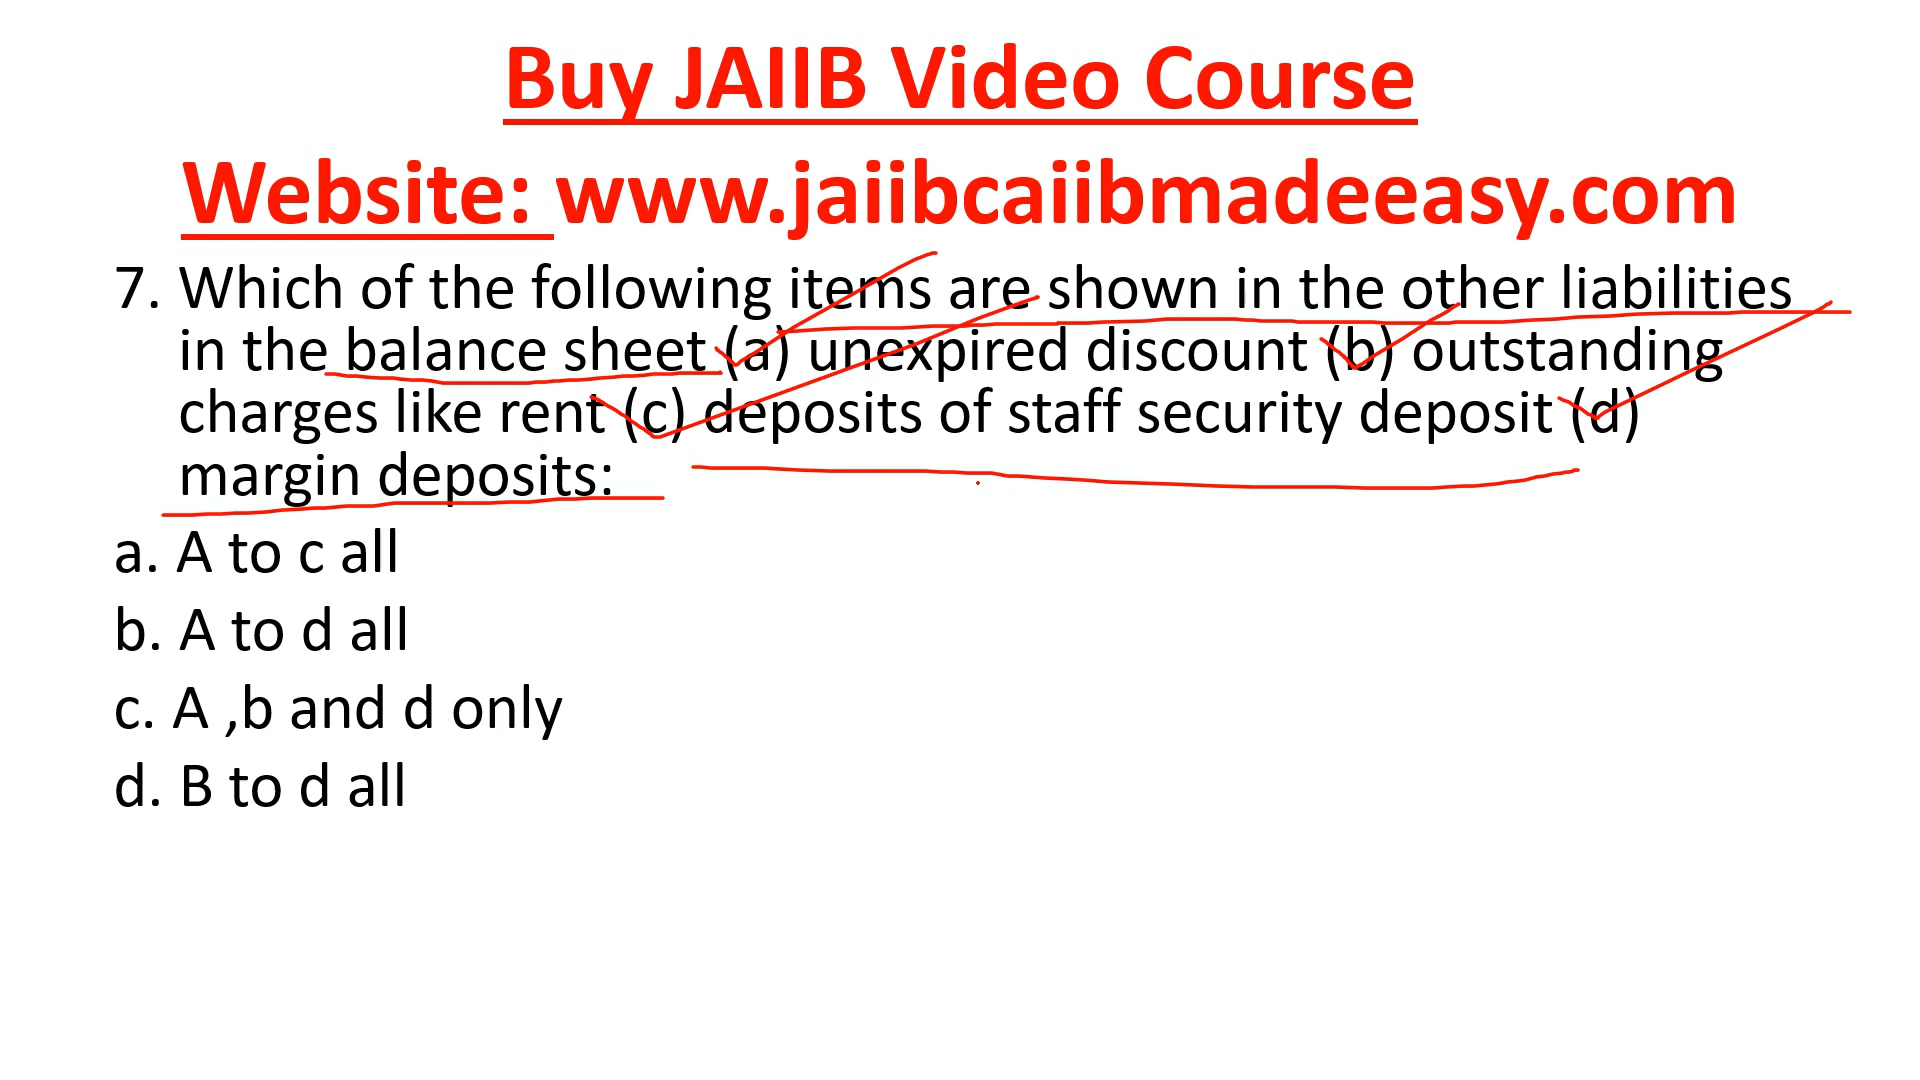 Buy JAIIB Video Course
Website: www.jaiibcaiibmadeeasy.com
7. Which of the following items are shown in the other liabilities
in the balance sheet (a) unexpired discount (b) outstanding
charges like rent (c) deposits of staff security deposit (d)
margin deposits:
a. A to c all
b. A to d all
c. A ,b and d only
d. B to d all